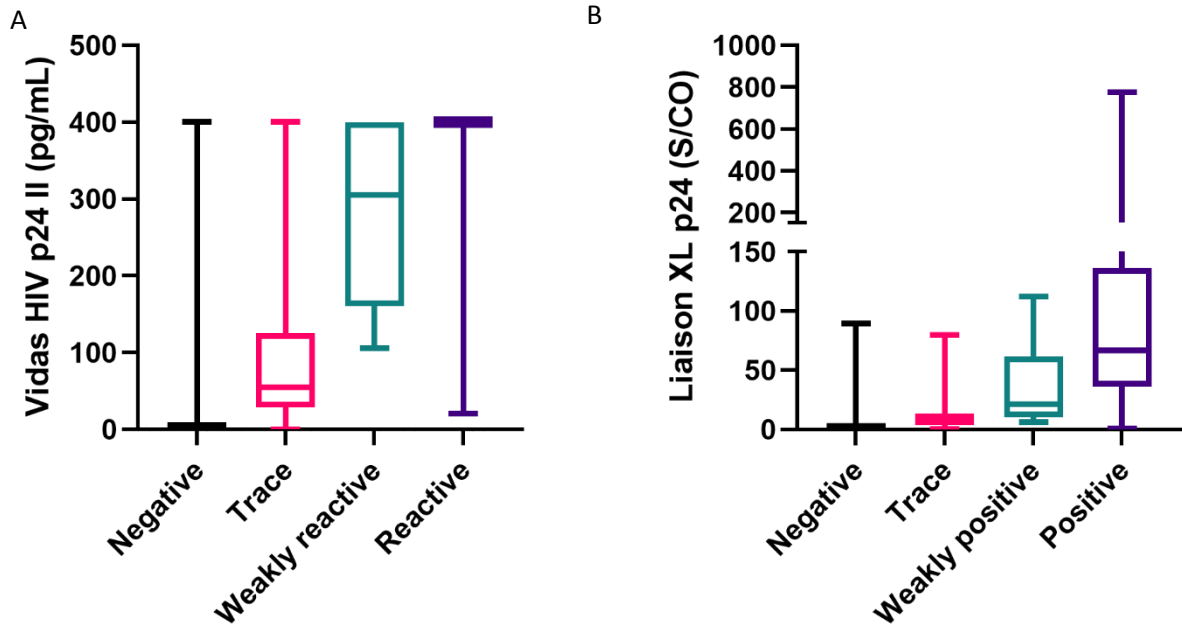 A
Vidas HIV p24 II (pg/mL)
500
400
300
200
100
0
Negative
Trace
Weakly reactive
Reactive
B
Liaison XL p24 (S/CO)
1000
800
600
400
200
150
100
50
0
Negative
Trace
Weakly positive
Positive